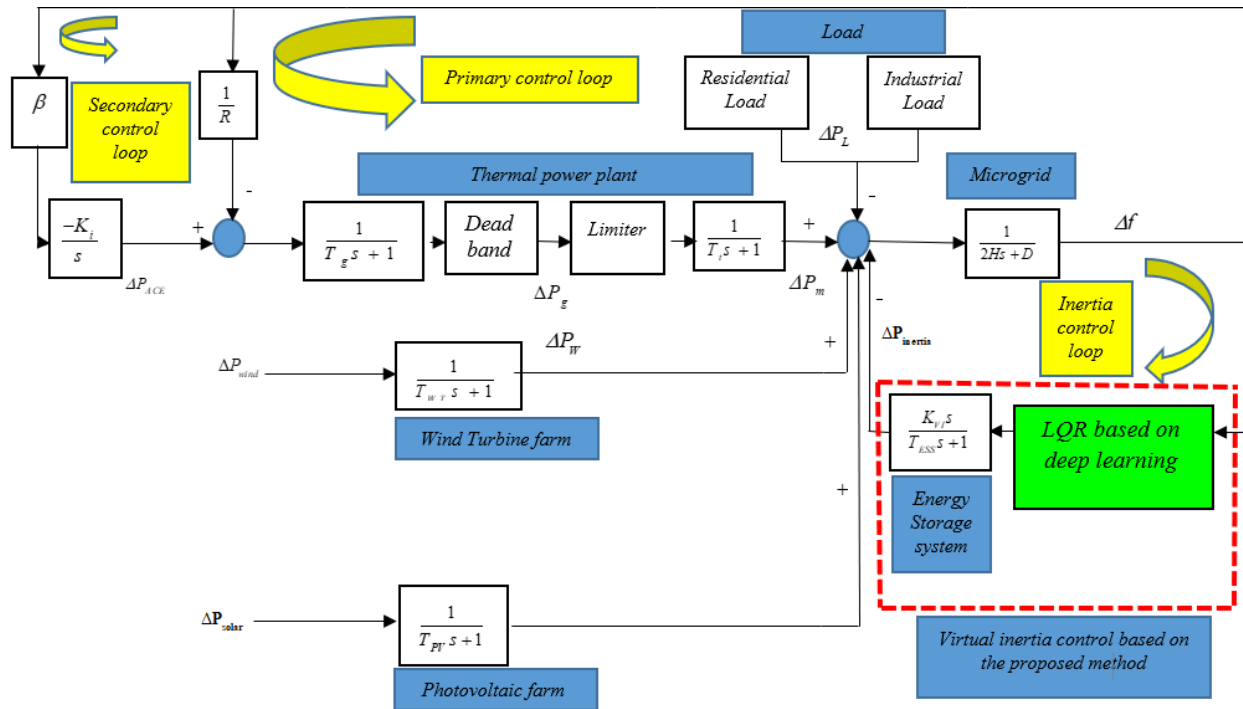 Load
Primary control loop
Residential
Load
Industrial
Load
β
Secondary
control
loop
1
R
ΔP_L
-
-
Thermal power plant
Microgrid
-K_i
s
+
ΔP_ACE
1
T_g s + 1
Dead
band
ΔP_g
Limiter
1
T_t s + 1
+
ΔP_m
1
2Hs + D
Δf
-
ΔP_inertia
Inertia
control
loop
ΔP_wind
1
T_WT s + 1
ΔP_W
+
Wind Turbine farm
K_VI s
T_ESS s + 1
LQR based on
deep learning
Energy
Storage
system
+
ΔP_solar
1
T_PV s + 1
Photovoltaic farm
Virtual inertia control based on
the proposed method